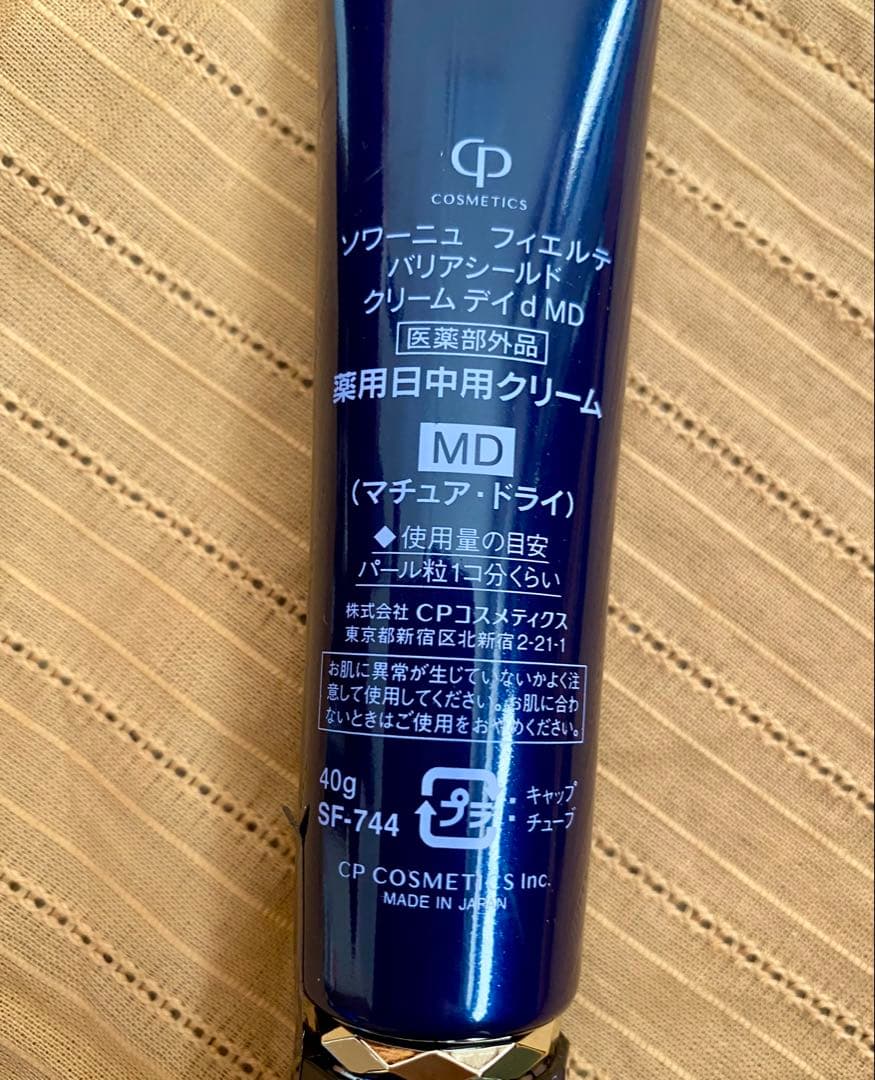 CP
COSMETICS
ソワーニュ フィエルテ
バリアシールド
クリーム デイ d MD
医薬部外品
薬用日中用クリーム
MD
(マチュア・ドライ)
◆使用量の目安
パール粒1コ分くらい
株式会社 CPコスメティクス
東京都新宿区北新宿2-21-1
お肌に異常が生じていないかよく注
意して使用してください。お肌に合わ
ないときはご使用をおやめください。
40g
SF-744
プラ
: キャップ
: チューブ
CP COSMETICS Inc.
MADE IN JAPAN